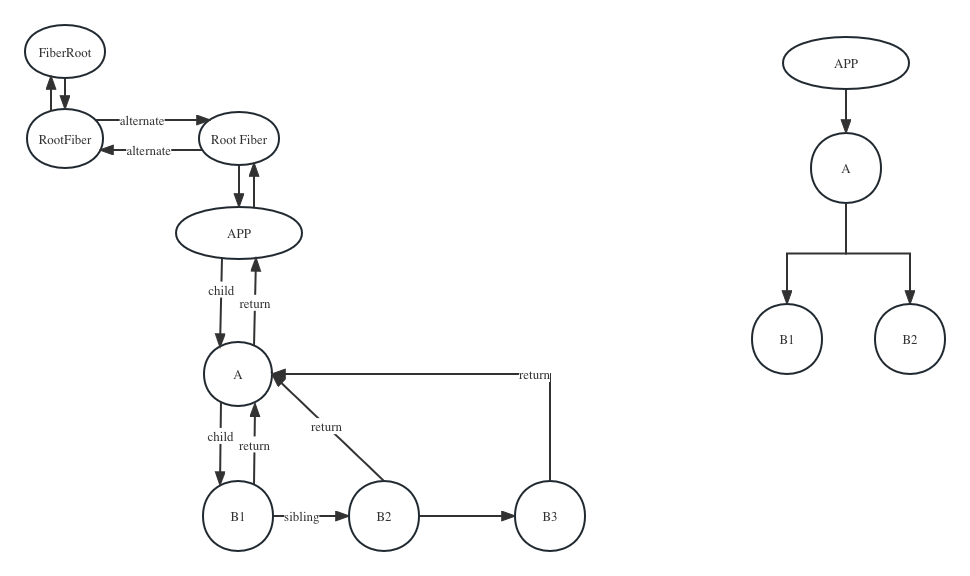 FiberRoot
APP
alternate
RootFiber
Root Fiber
alternate
A
APP
child
return
B1
B2
A
return
return
child
return
B1
sibling
B2
B3